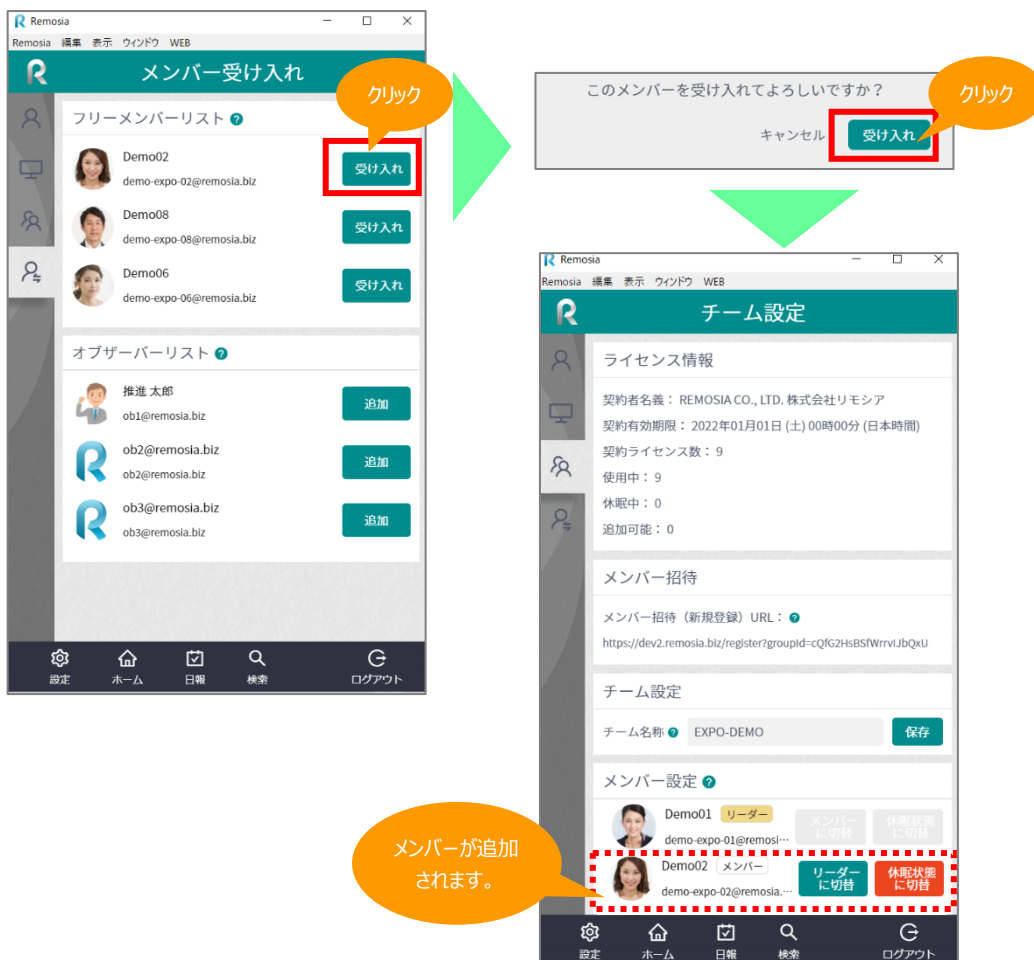 Remosia
Remosia 編集 表示 ウィンドウ WEB
メンバー受け入れ
クリック
フリーメンバーリスト
Demo02
demo-expo-02@remosia.biz
受け入れ
Demo08
demo-expo-08@remosia.biz
受け入れ
Demo06
demo-expo-06@remosia.biz
受け入れ
オブザーバーリスト
推進 太郎
ob1@remosia.biz
追加
ob2@remosia.biz
ob2@remosia.biz
追加
ob3@remosia.biz
ob3@remosia.biz
追加
設定 ホーム 日報 検索 ログアウト
このメンバーを受け入れてよろしいですか?
クリック
キャンセル 受け入れ
Remosia
Remosia 編集 表示 ウィンドウ WEB
チーム設定
ライセンス情報
契約者名義: REMOSIA CO., LTD. 株式会社リモシア
契約有効期限: 2022年01月01日 (土) 00時00分 (日本時間)
契約ライセンス数:9
使用中:9
休眠中:0
追加可能:0
メンバー招待
メンバー招待(新規登録)URL:
https://dev2.remosia.biz/register?groupId=cQfG2HsBSfWrrvIJbQxU
チーム設定
チーム名称 EXPO-DEMO 保存
メンバー設定
Demo01 リーダー
demo-expo-01@remosi…
メンバーに切替
休眠状態に切替
Demo02 メンバー
demo-expo-02@remosia.…
リーダーに切替
休眠状態に切替
メンバーが追加
されます。
設定 ホーム 日報 検索 ログアウト